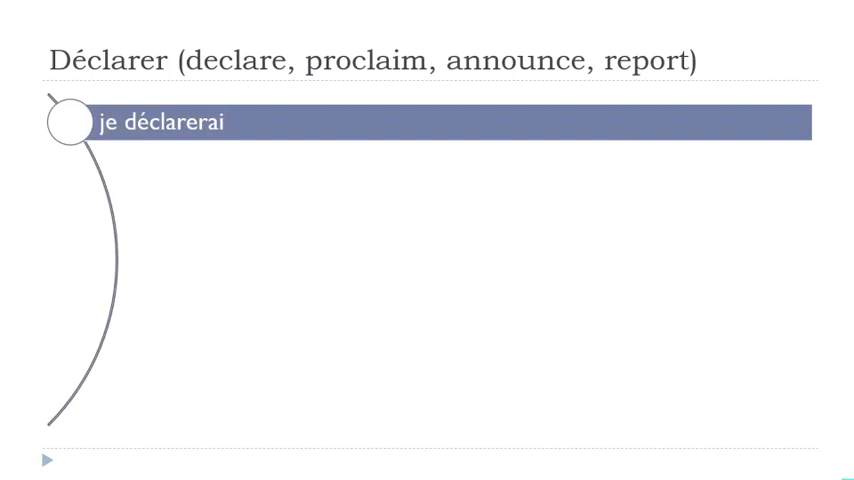 Déclarer (declare, proclaim, announce, report)
je déclarerai